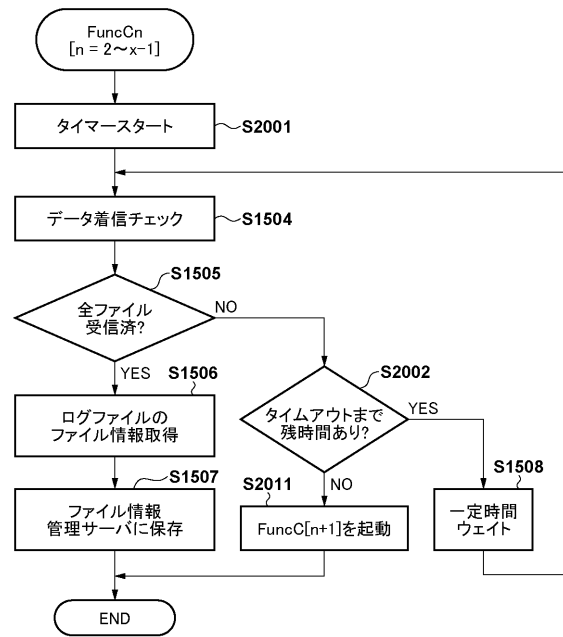 FuncCn
[n = 2～x-1]
タイマースタート
S2001
データ着信チェック
S1504
S1505
全ファイル
受信済?
NO
YES
S1506
ログファイルの
ファイル情報取得
S2002
タイムアウトまで
残時間あり?
YES
NO
S1507
ファイル情報
管理サーバに保存
S2011
FuncC[n+1]を起動
S1508
一定時間
ウェイト
END